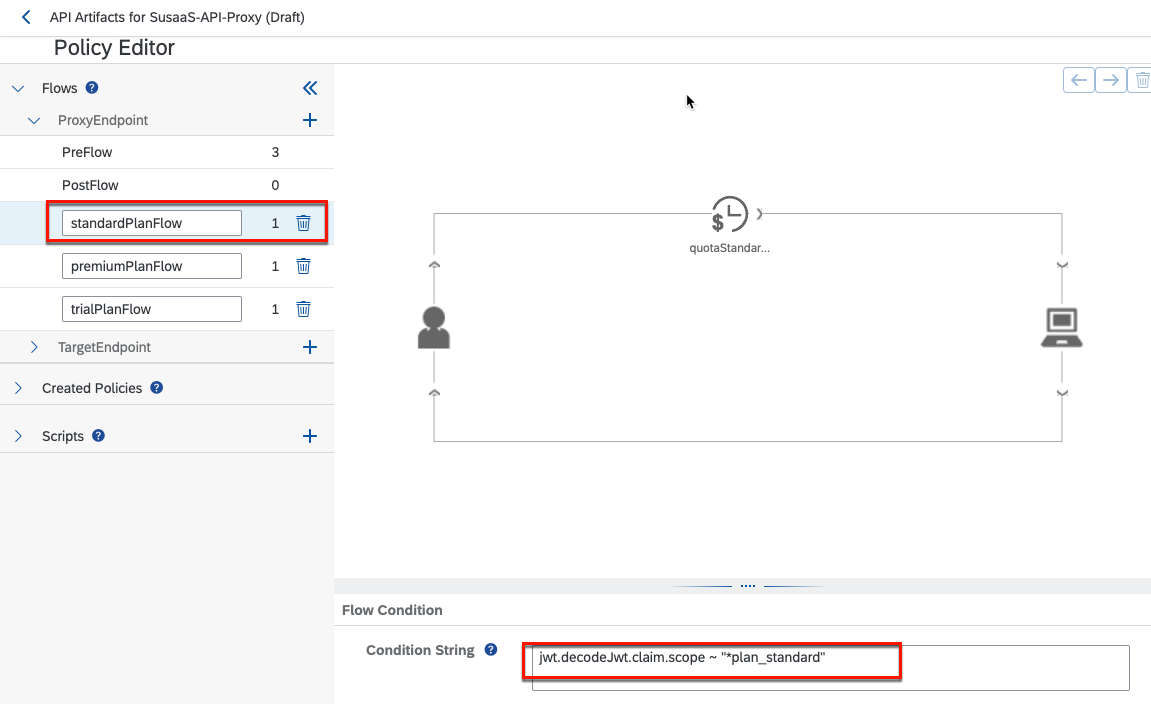 API Artifacts for SusaaS-API-Proxy (Draft)
Policy Editor
Flows ?
ProxyEndpoint
PreFlow 3
PostFlow 0
standardPlanFlow 1
premiumPlanFlow 1
trialPlanFlow 1
TargetEndpoint
Created Policies ?
Scripts ?
$
quotaStandar...
Flow Condition
Condition String ?
jwt.decodeJwt.claim.scope ~ "*plan_standard"